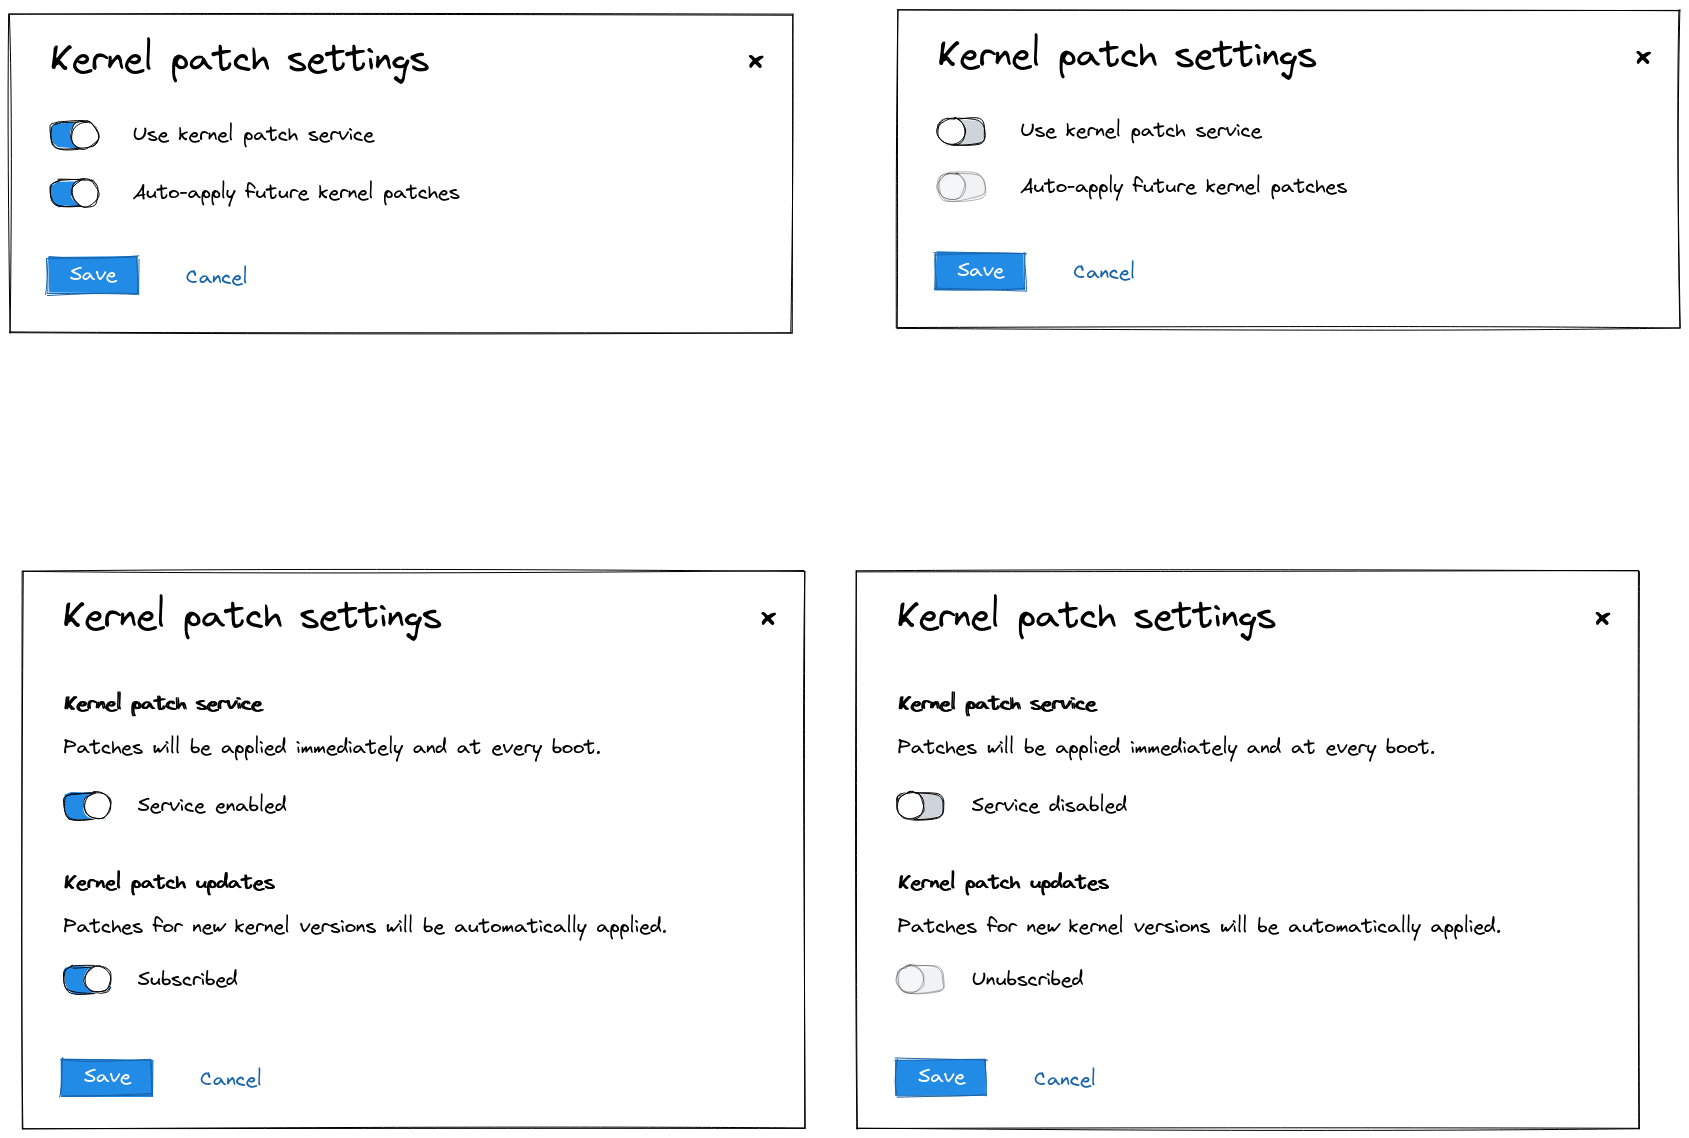 Kernel patch settings
×
Use kernel patch service
Auto-apply future kernel patches
Save Cancel
Kernel patch settings
×
Use kernel patch service
Auto-apply future kernel patches
Save Cancel
Kernel patch settings
×
Kernel patch service
Patches will be applied immediately and at every boot.
Service enabled
Kernel patch updates
Patches for new kernel versions will be automatically applied.
Subscribed
Save Cancel
Kernel patch settings
×
Kernel patch service
Patches will be applied immediately and at every boot.
Service disabled
Kernel patch updates
Patches for new kernel versions will be automatically applied.
Unubscribed
Save Cancel